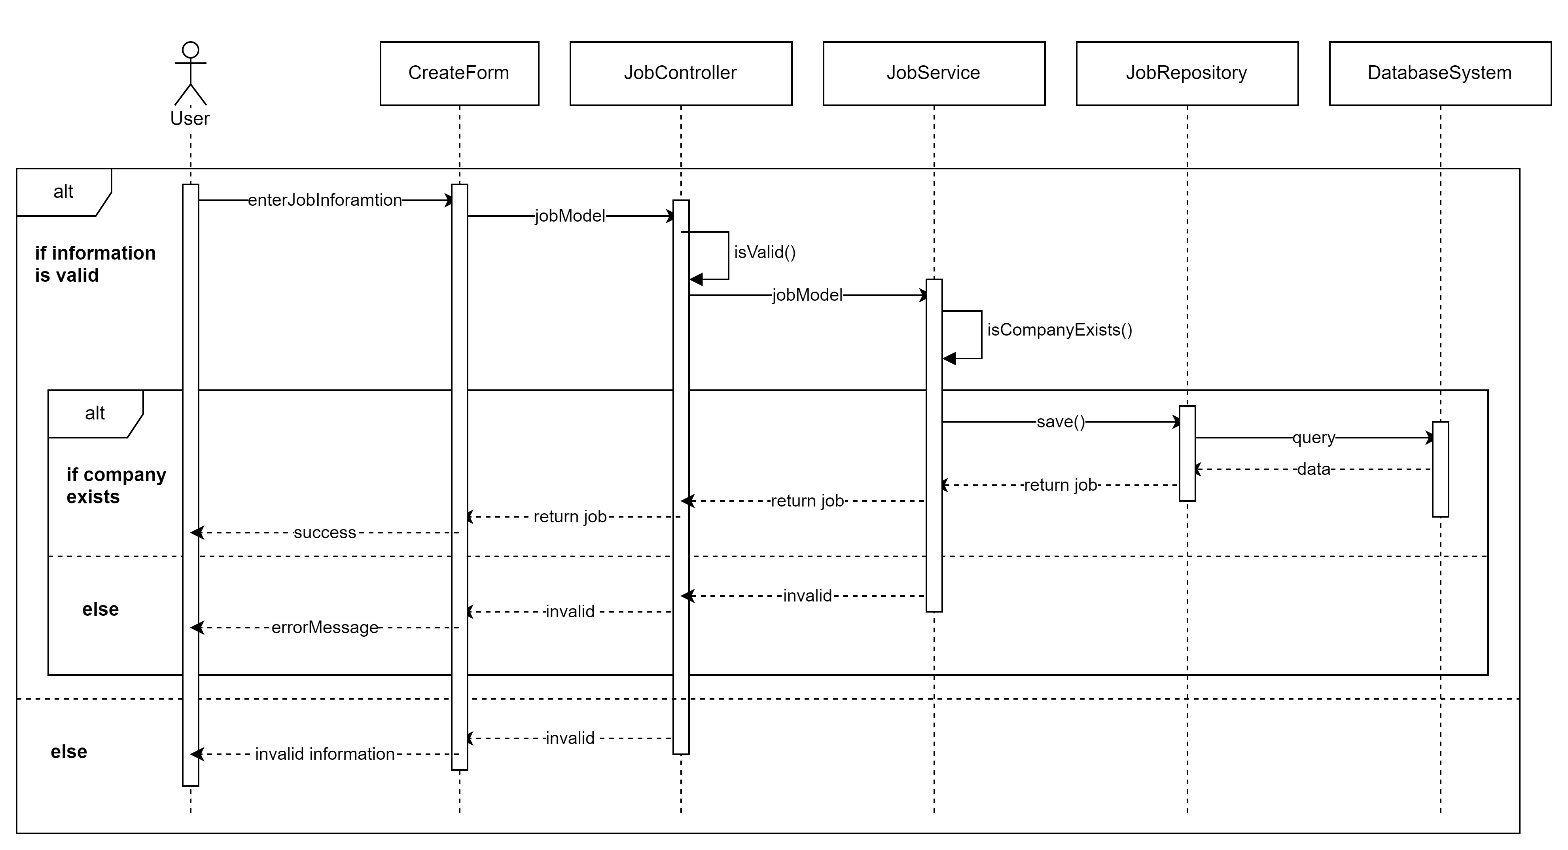 User
CreateForm
JobController
JobService
JobRepository
DatabaseSystem
alt
enterJobInforamtion
jobModel
if information
is valid
isValid()
jobModel
isCompanyExists()
alt
save()
query
if company
exists
data
return job
return job
return job
success
else
invalid
invalid
errorMessage
else
invalid
invalid information